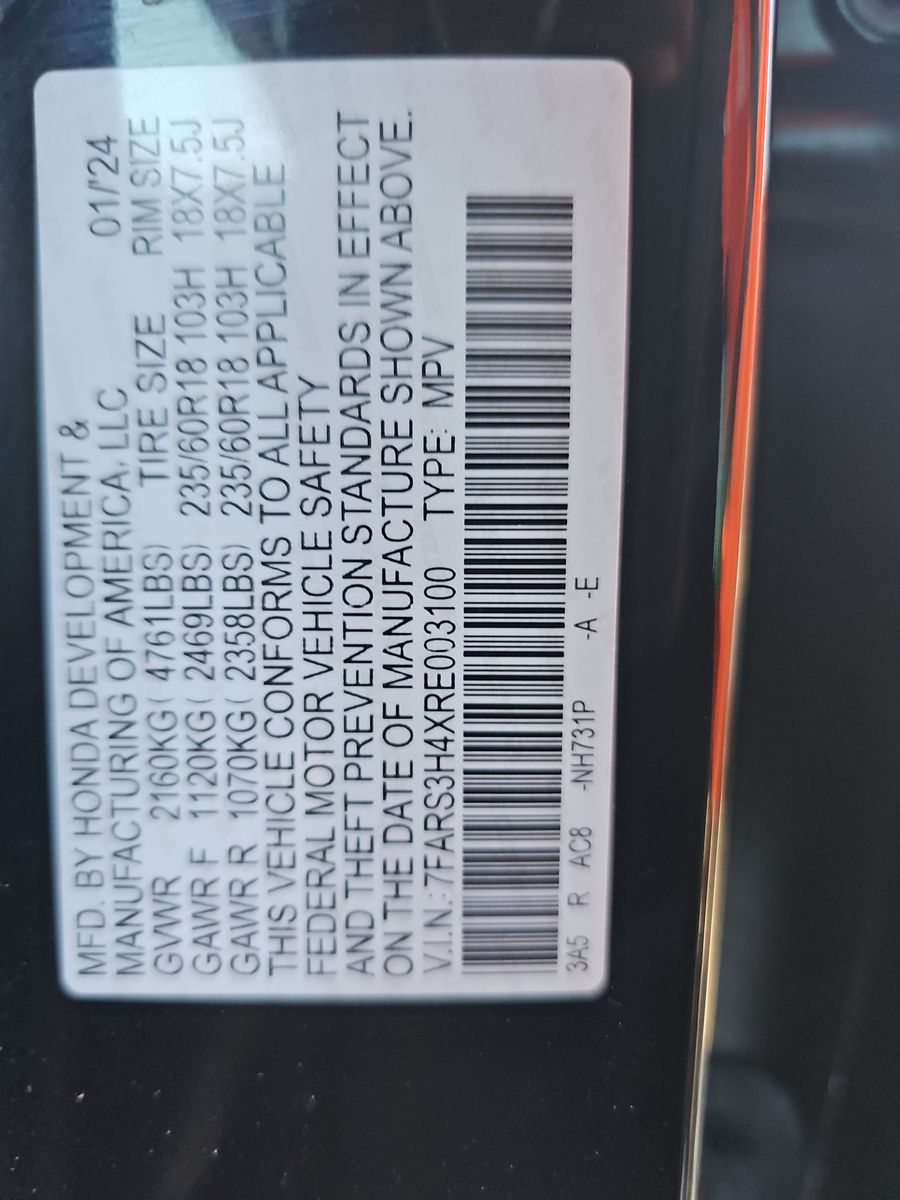 MFD. BY HONDA DEVELOPMENT &
MANUFACTURING OF AMERICA, LLC 01/'24
GVWR 2160KG( 4761LBS) TIRE SIZE RIM SIZE
GAWR F 1120KG( 2469LBS) 235/60R18 103H 18X7.5J
GAWR R 1070KG( 2358LBS) 235/60R18 103H 18X7.5J
THIS VEHICLE CONFORMS TO ALL APPLICABLE
FEDERAL MOTOR VEHICLE SAFETY
AND THEFT PREVENTION STANDARDS IN EFFECT
ON THE DATE OF MANUFACTURE SHOWN ABOVE.
V.I.N.: 7FARS3H4XRE003100 TYPE: MPV
3A5 R AC8 -NH731P -A -E